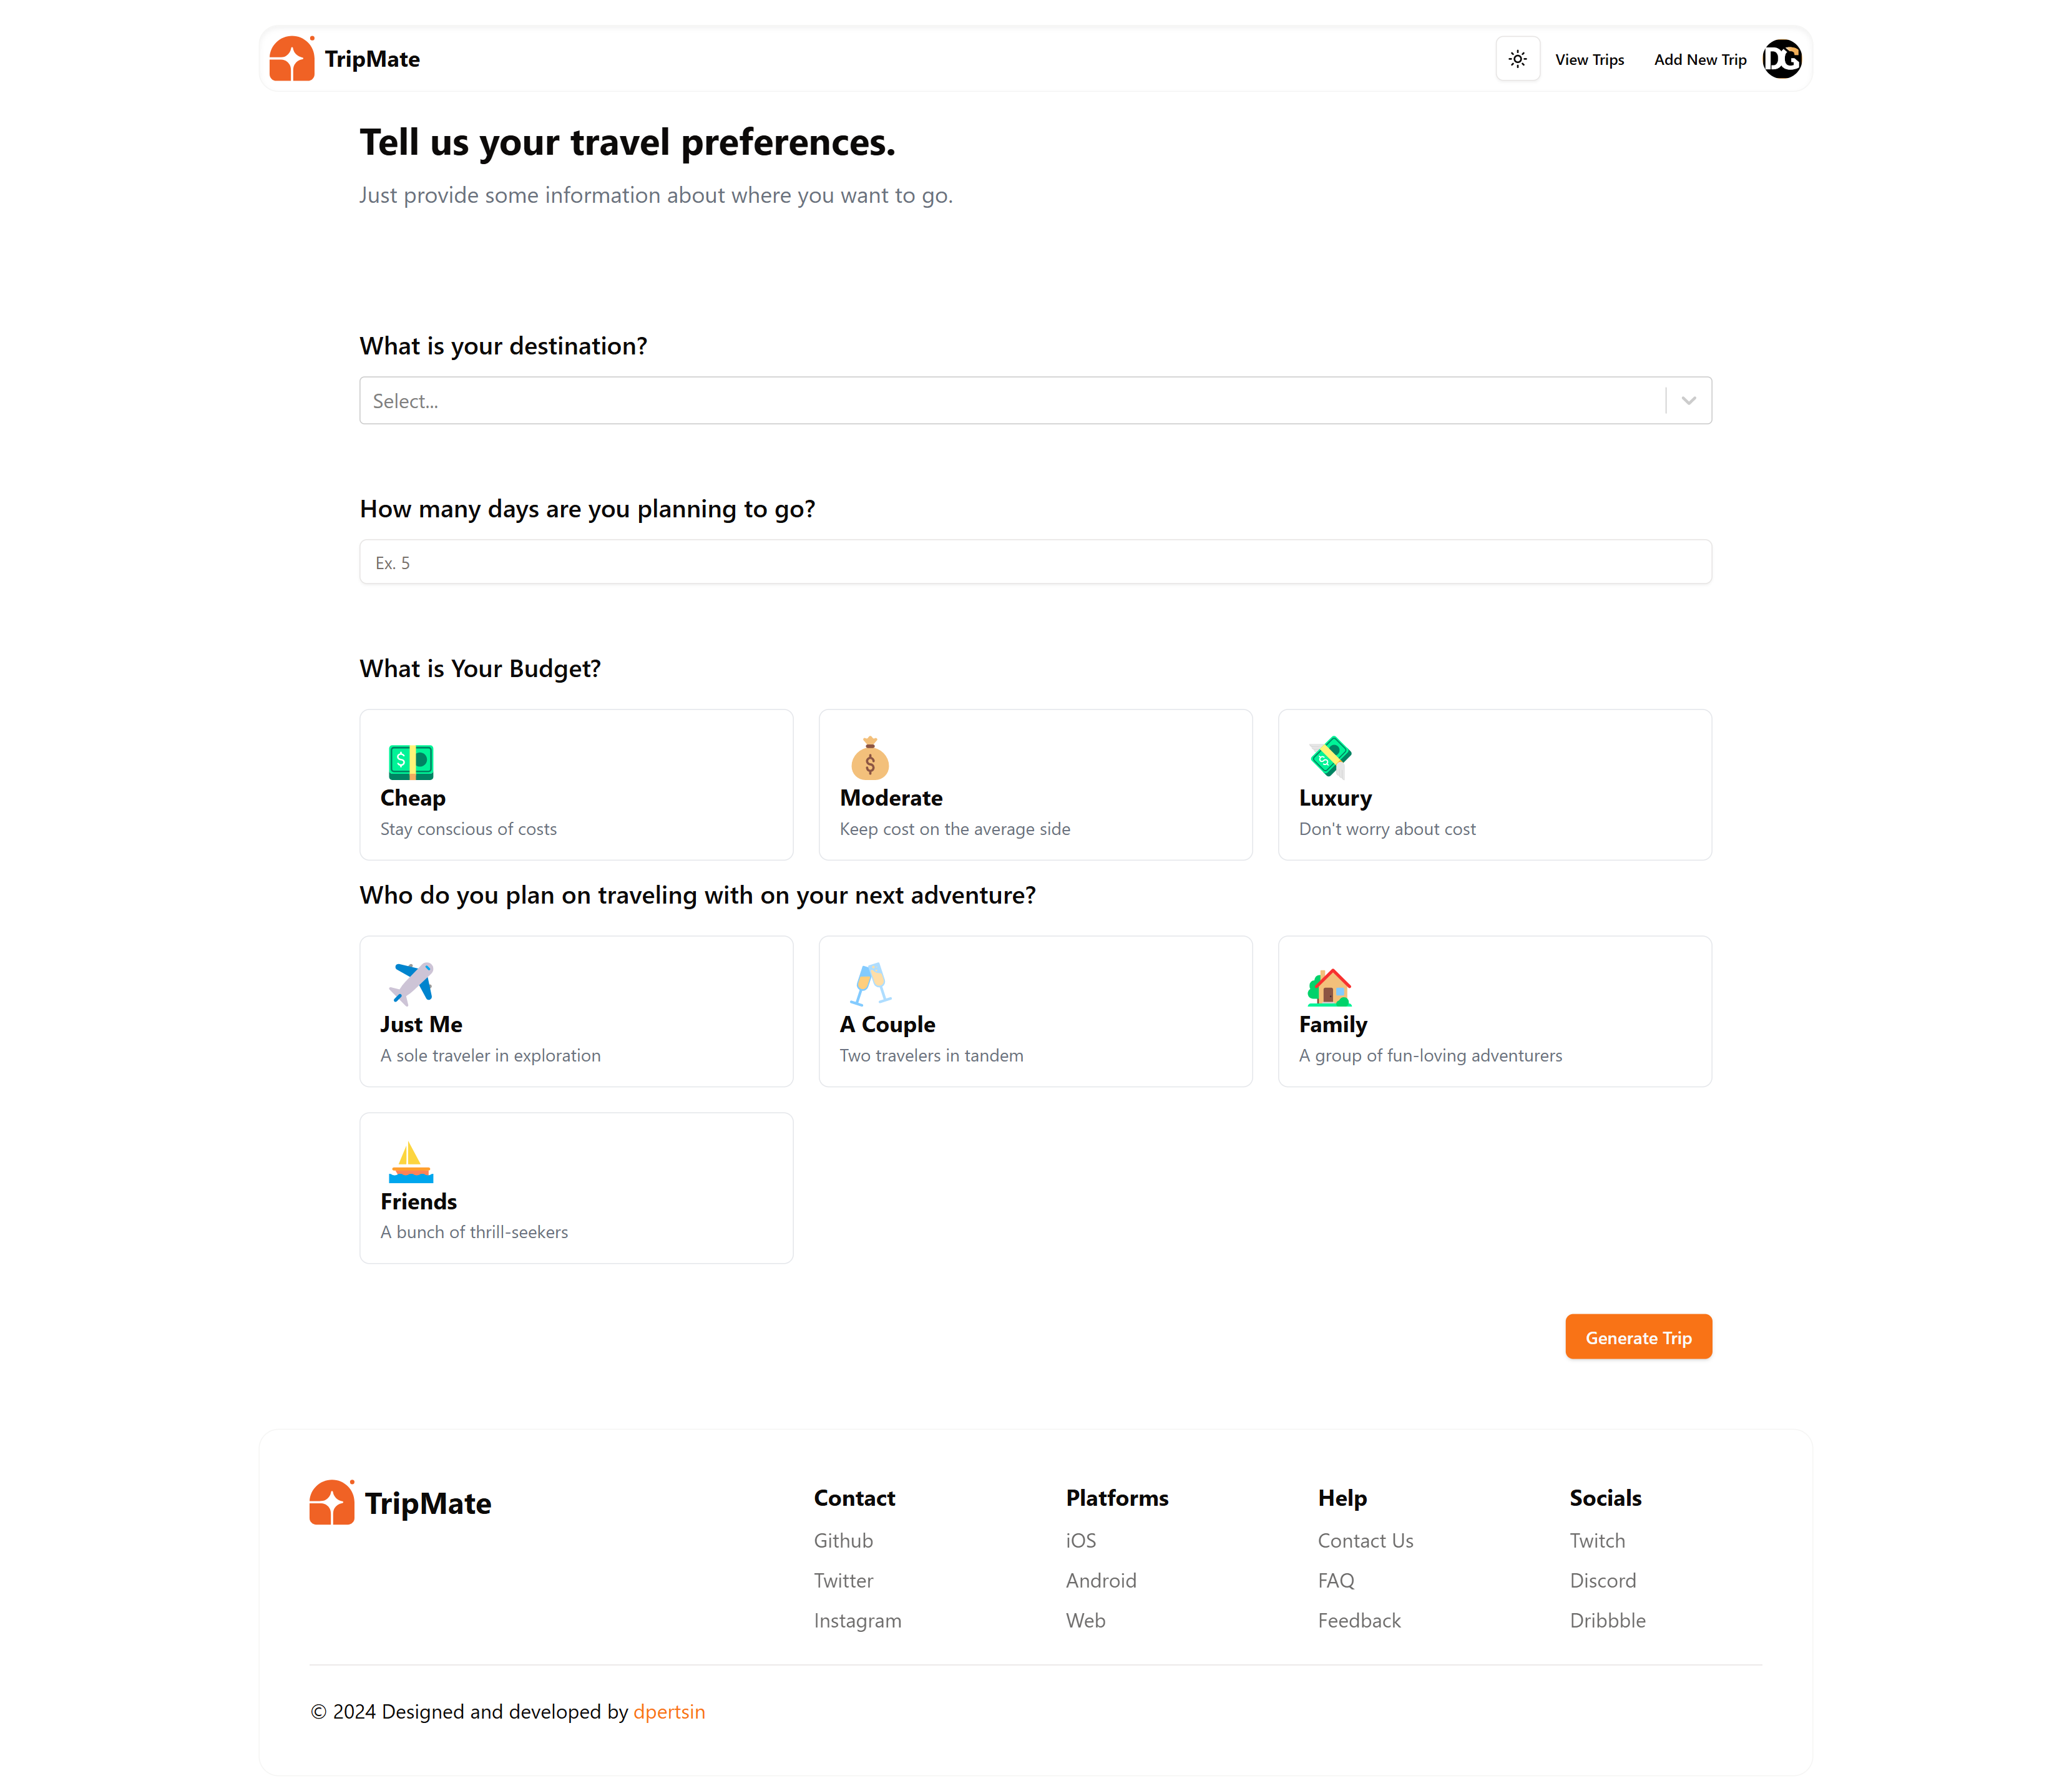 TripMate
View Trips
Add New Trip
DG
Tell us your travel preferences.
Just provide some information about where you want to go.
What is your destination?
Select...
How many days are you planning to go?
Ex. 5
What is Your Budget?
Cheap
Stay conscious of costs
Moderate
Keep cost on the average side
Luxury
Don't worry about cost
Who do you plan on traveling with on your next adventure?
Just Me
A sole traveler in exploration
A Couple
Two travelers in tandem
Family
A group of fun-loving adventurers
Friends
A bunch of thrill-seekers
Generate Trip
TripMate
Contact
Github
Twitter
Instagram
Platforms
iOS
Android
Web
Help
Contact Us
FAQ
Feedback
Socials
Twitch
Discord
Dribbble
© 2024 Designed and developed by dpertsin